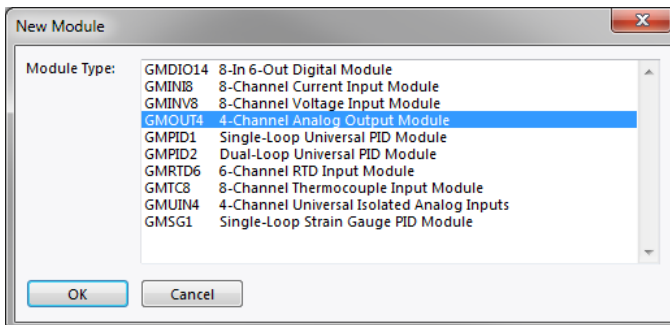 New Module
Module Type:
GMDIO14 8-In 6-Out Digital Module
GMINI8 8-Channel Current Input Module
GMINV8 8-Channel Voltage Input Module
GMOUT4 4-Channel Analog Output Module
GMPID1 Single-Loop Universal PID Module
GMPID2 Dual-Loop Universal PID Module
GMRTD6 6-Channel RTD Input Module
GMTC8 8-Channel Thermocouple Input Module
GMUIN4 4-Channel Universal Isolated Analog Inputs
GMSG1 Single-Loop Strain Gauge PID Module
OK Cancel